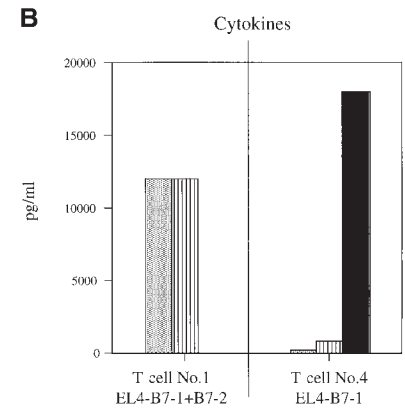 B
Cytokines
20000
15000
10000
5000
0
pg/ml
T cell No.1
EL4-B7-1+B7-2
T cell No.4
EL4-B7-1